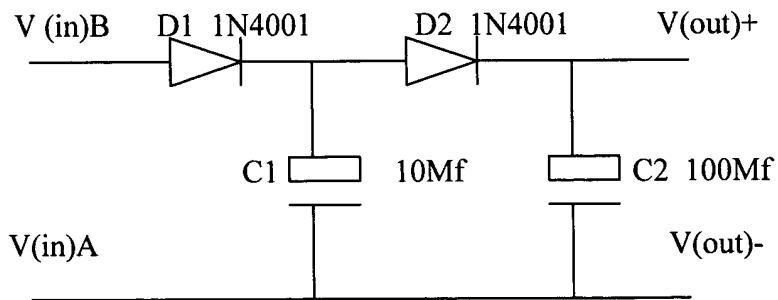 V (in)B D1 1N4001 D2 1N4001 V(out)+
C1 10Mf C2 100Mf
V(in)A V(out)-